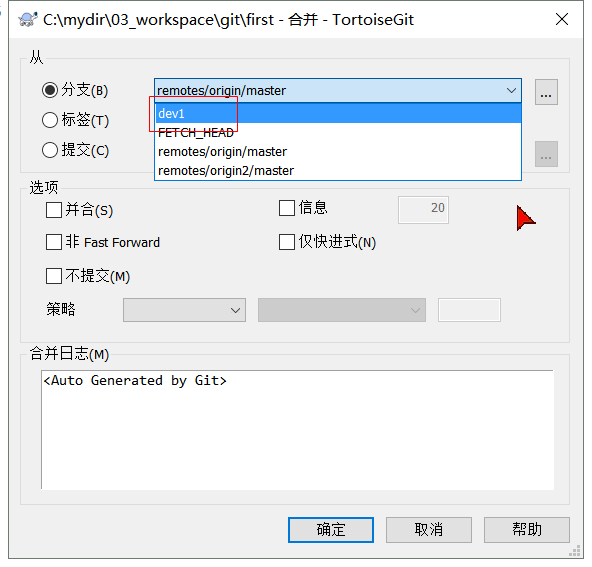 C:\mydir\03_workspace\git\first - 合并 - TortoiseGit
从
分支(B)
remotes/origin/master
...
dev1
标签(T)
FETCH_HEAD
提交(C)
remotes/origin/master
...
remotes/origin2/master
选项
并合(S)
信息
20
非 Fast Forward
仅快进式(N)
不提交(M)
策略
合并日志(M)
<Auto Generated by Git>
确定
取消
帮助